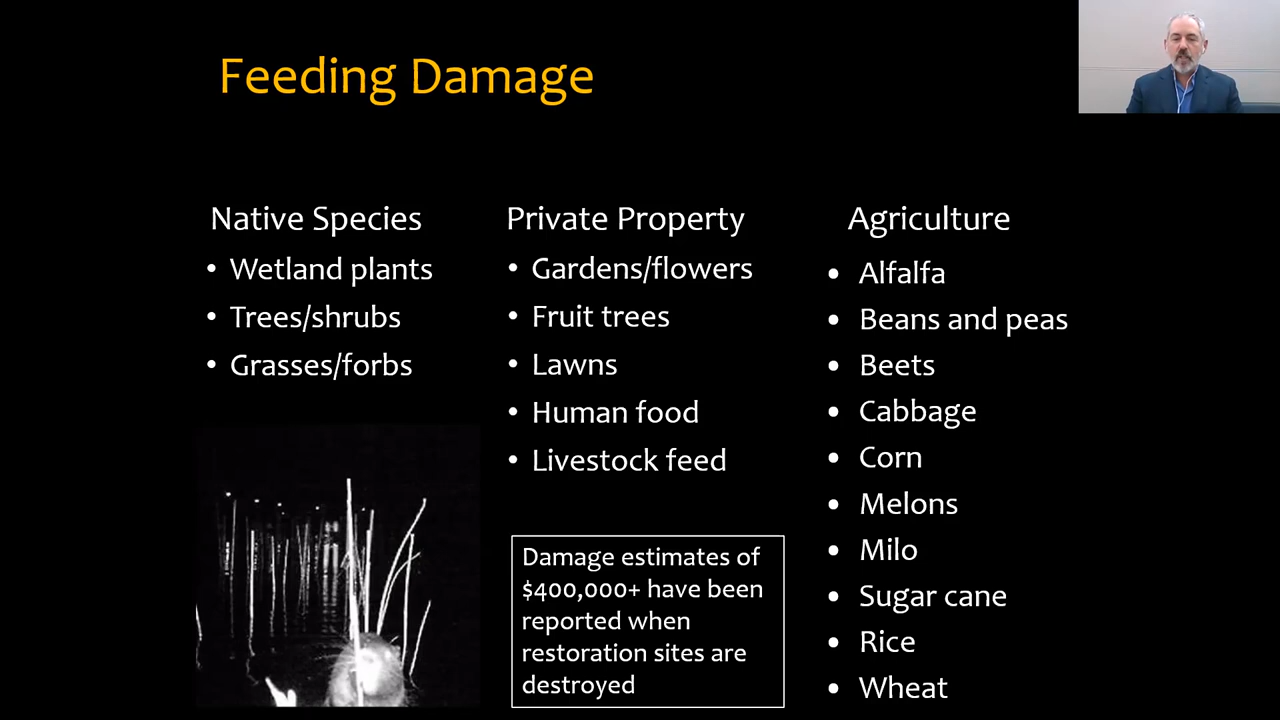 Feeding Damage
Native Species
• Wetland plants
• Trees/shrubs
• Grasses/forbs
Private Property
• Gardens/flowers
• Fruit trees
• Lawns
• Human food
• Livestock feed
Damage estimates of
$400,000+ have been
reported when
restoration sites are
destroyed
Agriculture
• Alfalfa
• Beans and peas
• Beets
• Cabbage
• Corn
• Melons
• Milo
• Sugar cane
• Rice
• Wheat